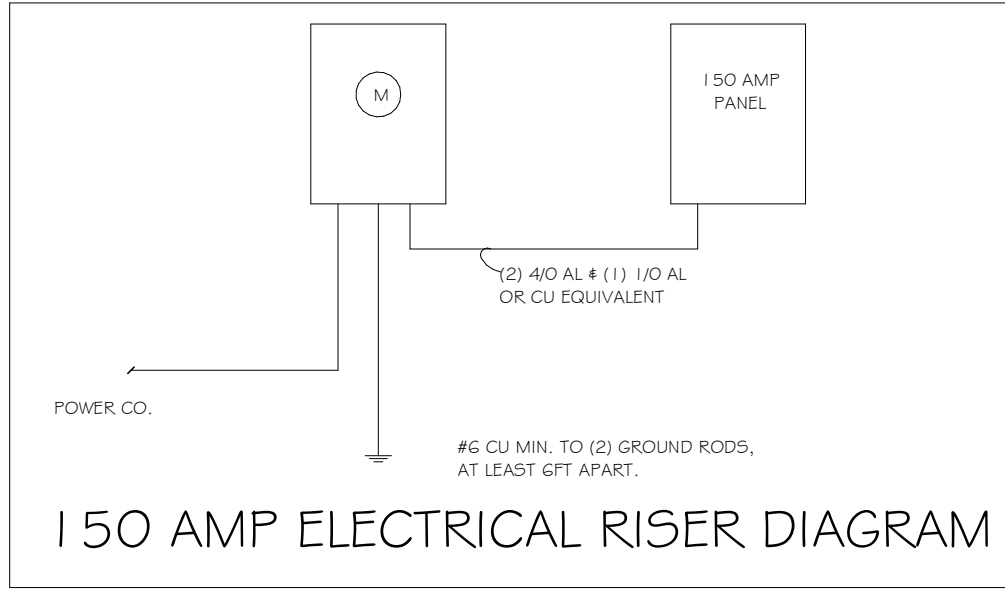 M
150 AMP
PANEL
(2) 4/0 AL & (1) 1/0 AL
OR CU EQUIVALENT
POWER CO.
#6 CU MIN. TO (2) GROUND RODS,
AT LEAST 6FT APART.
150 AMP ELECTRICAL RISER DIAGRAM